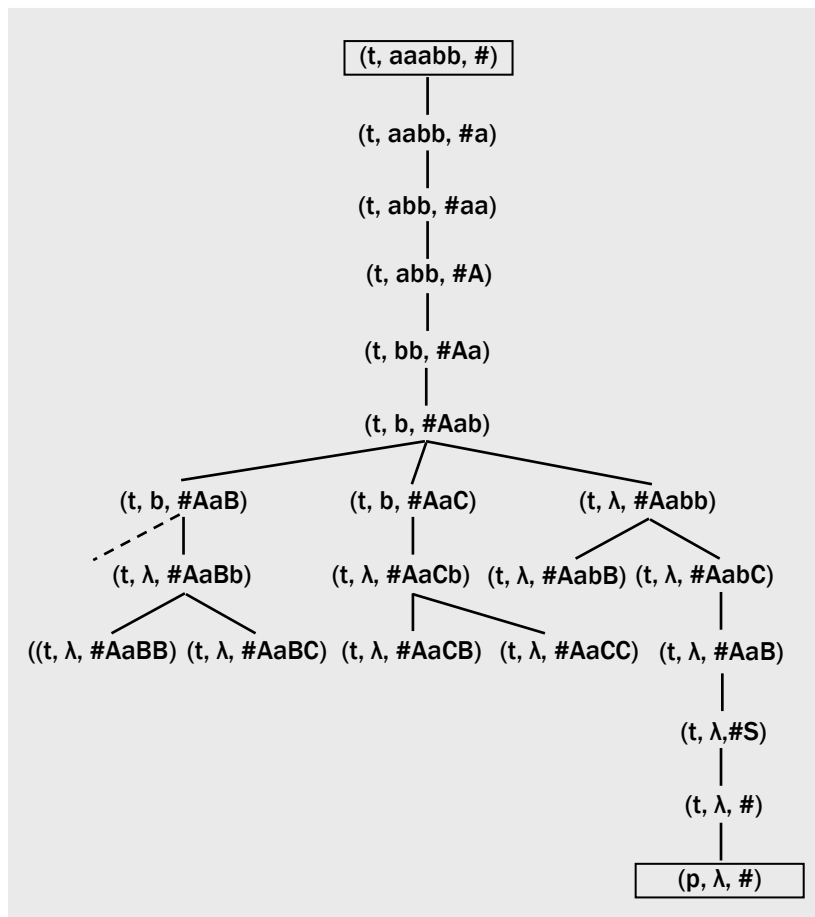 (t, aaabb, #)
(t, aabb, #a)
(t, abb, #aa)
(t, abb, #A)
(t, bb, #Aa)
(t, b, #Aab)
(t, b, #AaB) (t, b, #AaC) (t, λ, #Aabb)
(t, λ, #AaBb) (t, λ, #AaCb) (t, λ, #AabB) (t, λ, #AabC)
((t, λ, #AaBB) (t, λ, #AaBC) (t, λ, #AaCB) (t, λ, #AaCC) (t, λ, #AaB)
(t, λ,#S)
(t, λ, #)
(p, λ, #)